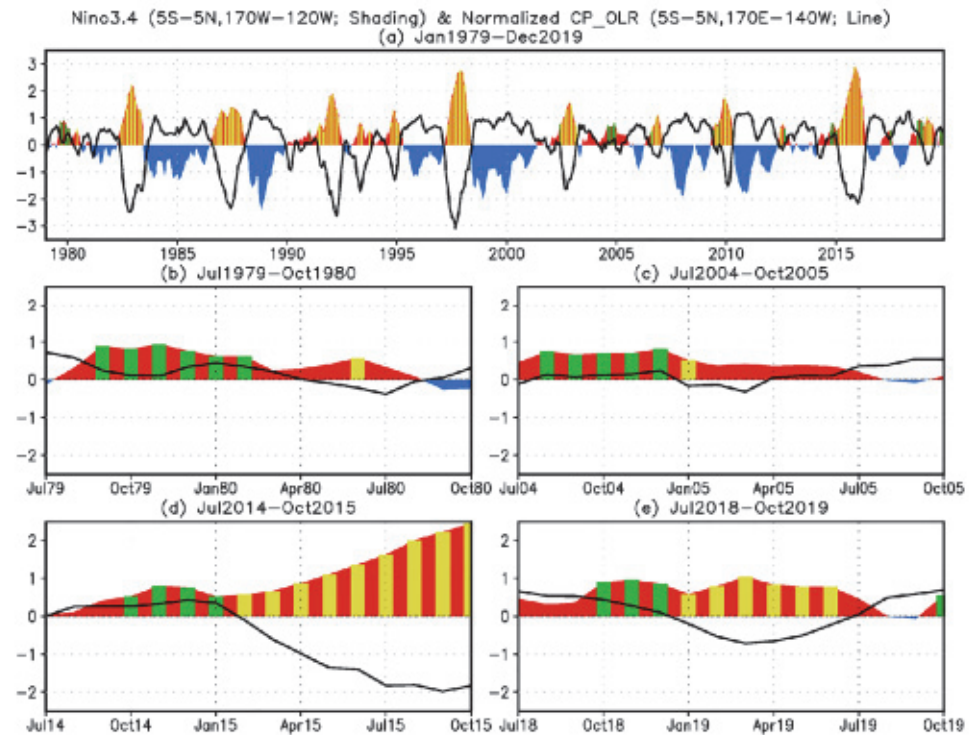 Nino3.4 (5S-5N,170W-120W; Shading) & Normalized CP_OLR (5S-5N,170E-140W; Line)
(a) Jan1979-Dec2019
3
2
1
0
-1
-2
-3
1980 1985 1990 1995 2000 2005 2010 2015
(b) Jul1979-Oct1980
2
1
0
-1
-2
Jul79 Oct79 Jan80 Apr80 Jul80 Oct80
(c) Jul2004-Oct2005
2
1
0
-1
-2
Jul04 Oct04 Jan05 Apr05 Jul05 Oct05
(d) Jul2014-Oct2015
2
1
0
-1
-2
Jul14 Oct14 Jan15 Apr15 Jul15 Oct15
(e) Jul2018-Oct2019
2
1
0
-1
-2
Jul18 Oct18 Jan19 Apr19 Jul19 Oct19